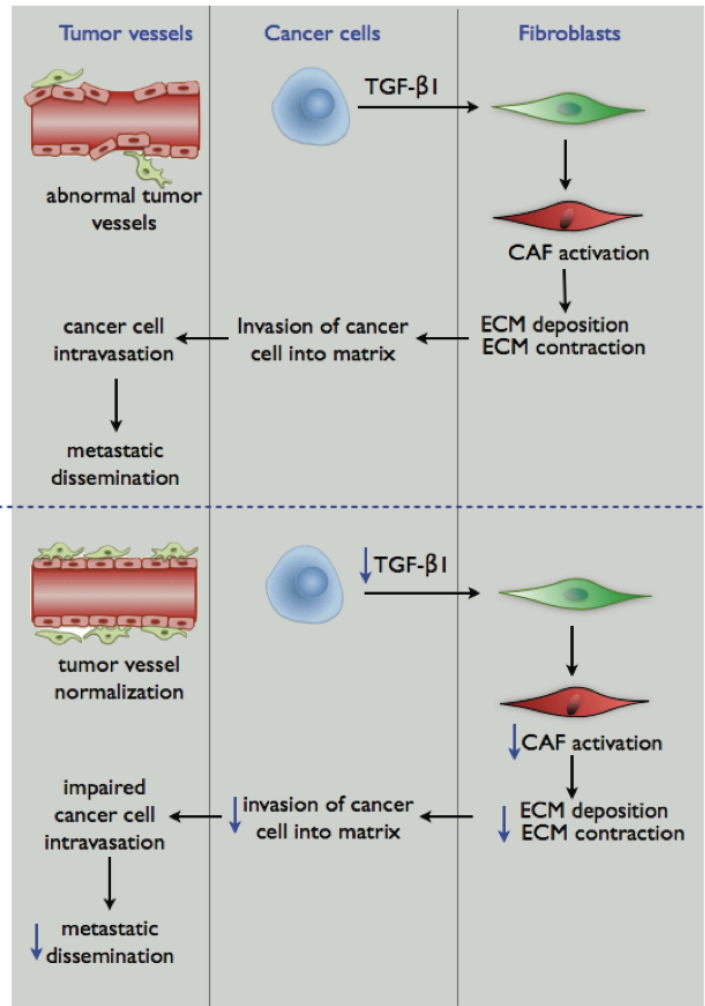 Tumor vessels
Cancer cells
Fibroblasts
TGF-β1
abnormal tumor
vessels
CAF activation
ECM deposition
ECM contraction
Invasion of cancer
cell into matrix
cancer cell
intravasation
metastatic
dissemination
TGF-β1
tumor vessel
normalization
CAF activation
ECM deposition
ECM contraction
invasion of cancer
cell into matrix
impaired
cancer cell
intravasation
metastatic
dissemination